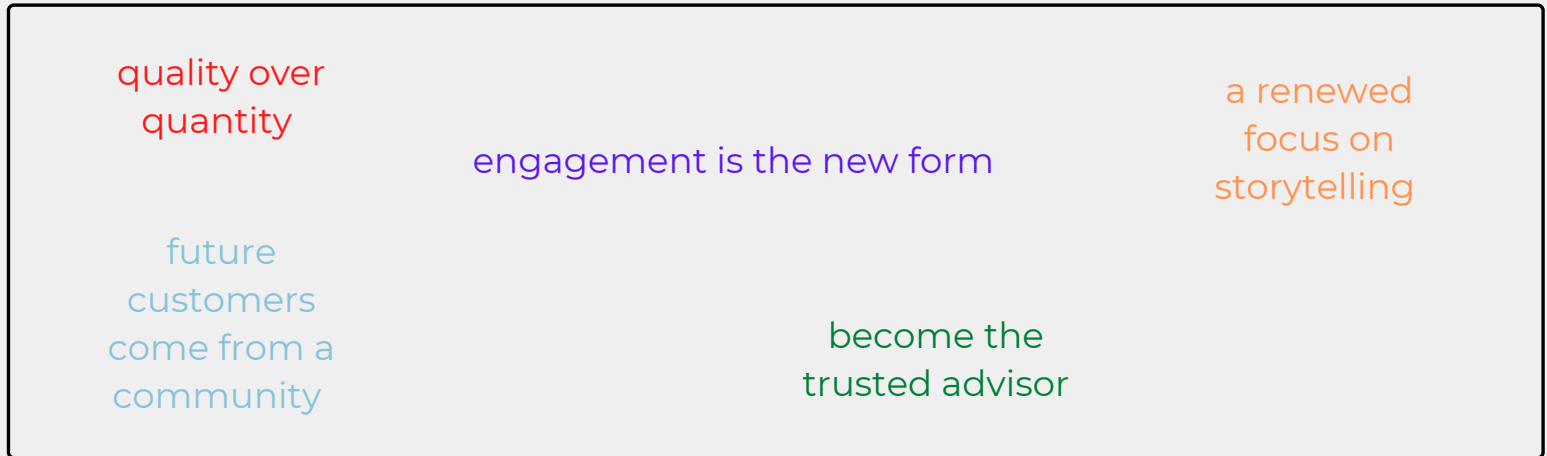 quality over
quantity
engagement is the new form
a renewed
focus on
storytelling
future
customers
come from a
community
become the
trusted advisor